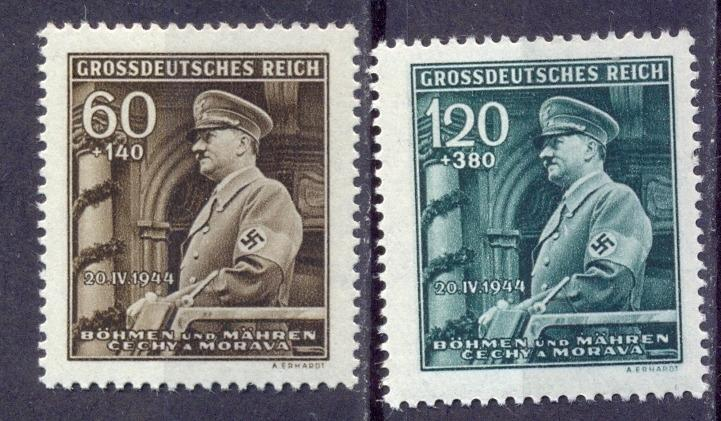 GROSSDEUTSCHES REICH
60
+140
20.IV.1944
BÖHMEN UND MÄHREN
ČECHY A MORAVA
A.ERHARDT
GROSSDEUTSCHES REICH
120
+380
20.IV.1944
BÖHMEN UND MÄHREN
ČECHY A MORAVA
A.ERHARDT